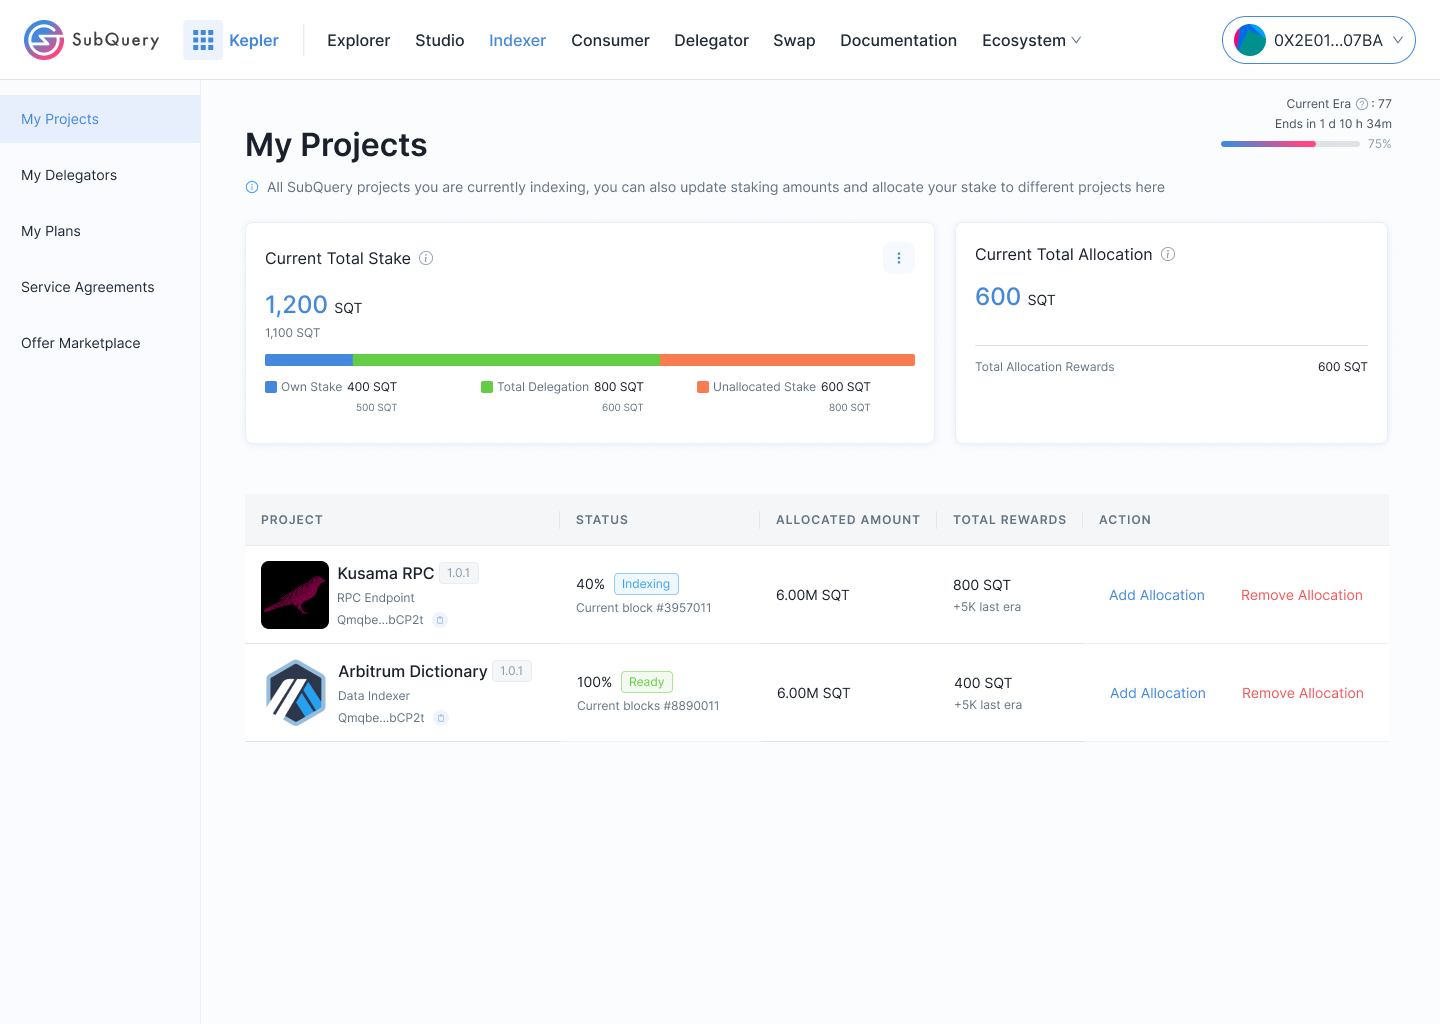 SubQuery
Kepler
Explorer
Studio
Indexer
Consumer
Delegator
Swap
Documentation
Ecosystem
0X2E01...07BA
My Projects
My Delegators
My Plans
Service Agreements
Offer Marketplace
Current Era ? : 77
Ends in 1 d 10 h 34m
75%
My Projects
All SubQuery projects you are currently indexing, you can also update staking amounts and allocate your stake to different projects here
Current Total Stake
1,200 SQT
1,100 SQT
Own Stake 400 SQT
500 SQT
Total Delegation 800 SQT
600 SQT
Unallocated Stake 600 SQT
800 SQT
Current Total Allocation
600 SQT
Total Allocation Rewards 600 SQT
PROJECT STATUS ALLOCATED AMOUNT TOTAL REWARDS ACTION
Kusama RPC 1.0.1
RPC Endpoint
Qmqbe...bCP2t
40% Indexing
Current block #3957011
6.00M SQT
800 SQT
+5K last era
Add Allocation
Remove Allocation
Arbitrum Dictionary 1.0.1
Data Indexer
Qmqbe...bCP2t
100% Ready
Current blocks #8890011
6.00M SQT
400 SQT
+5K last era
Add Allocation
Remove Allocation